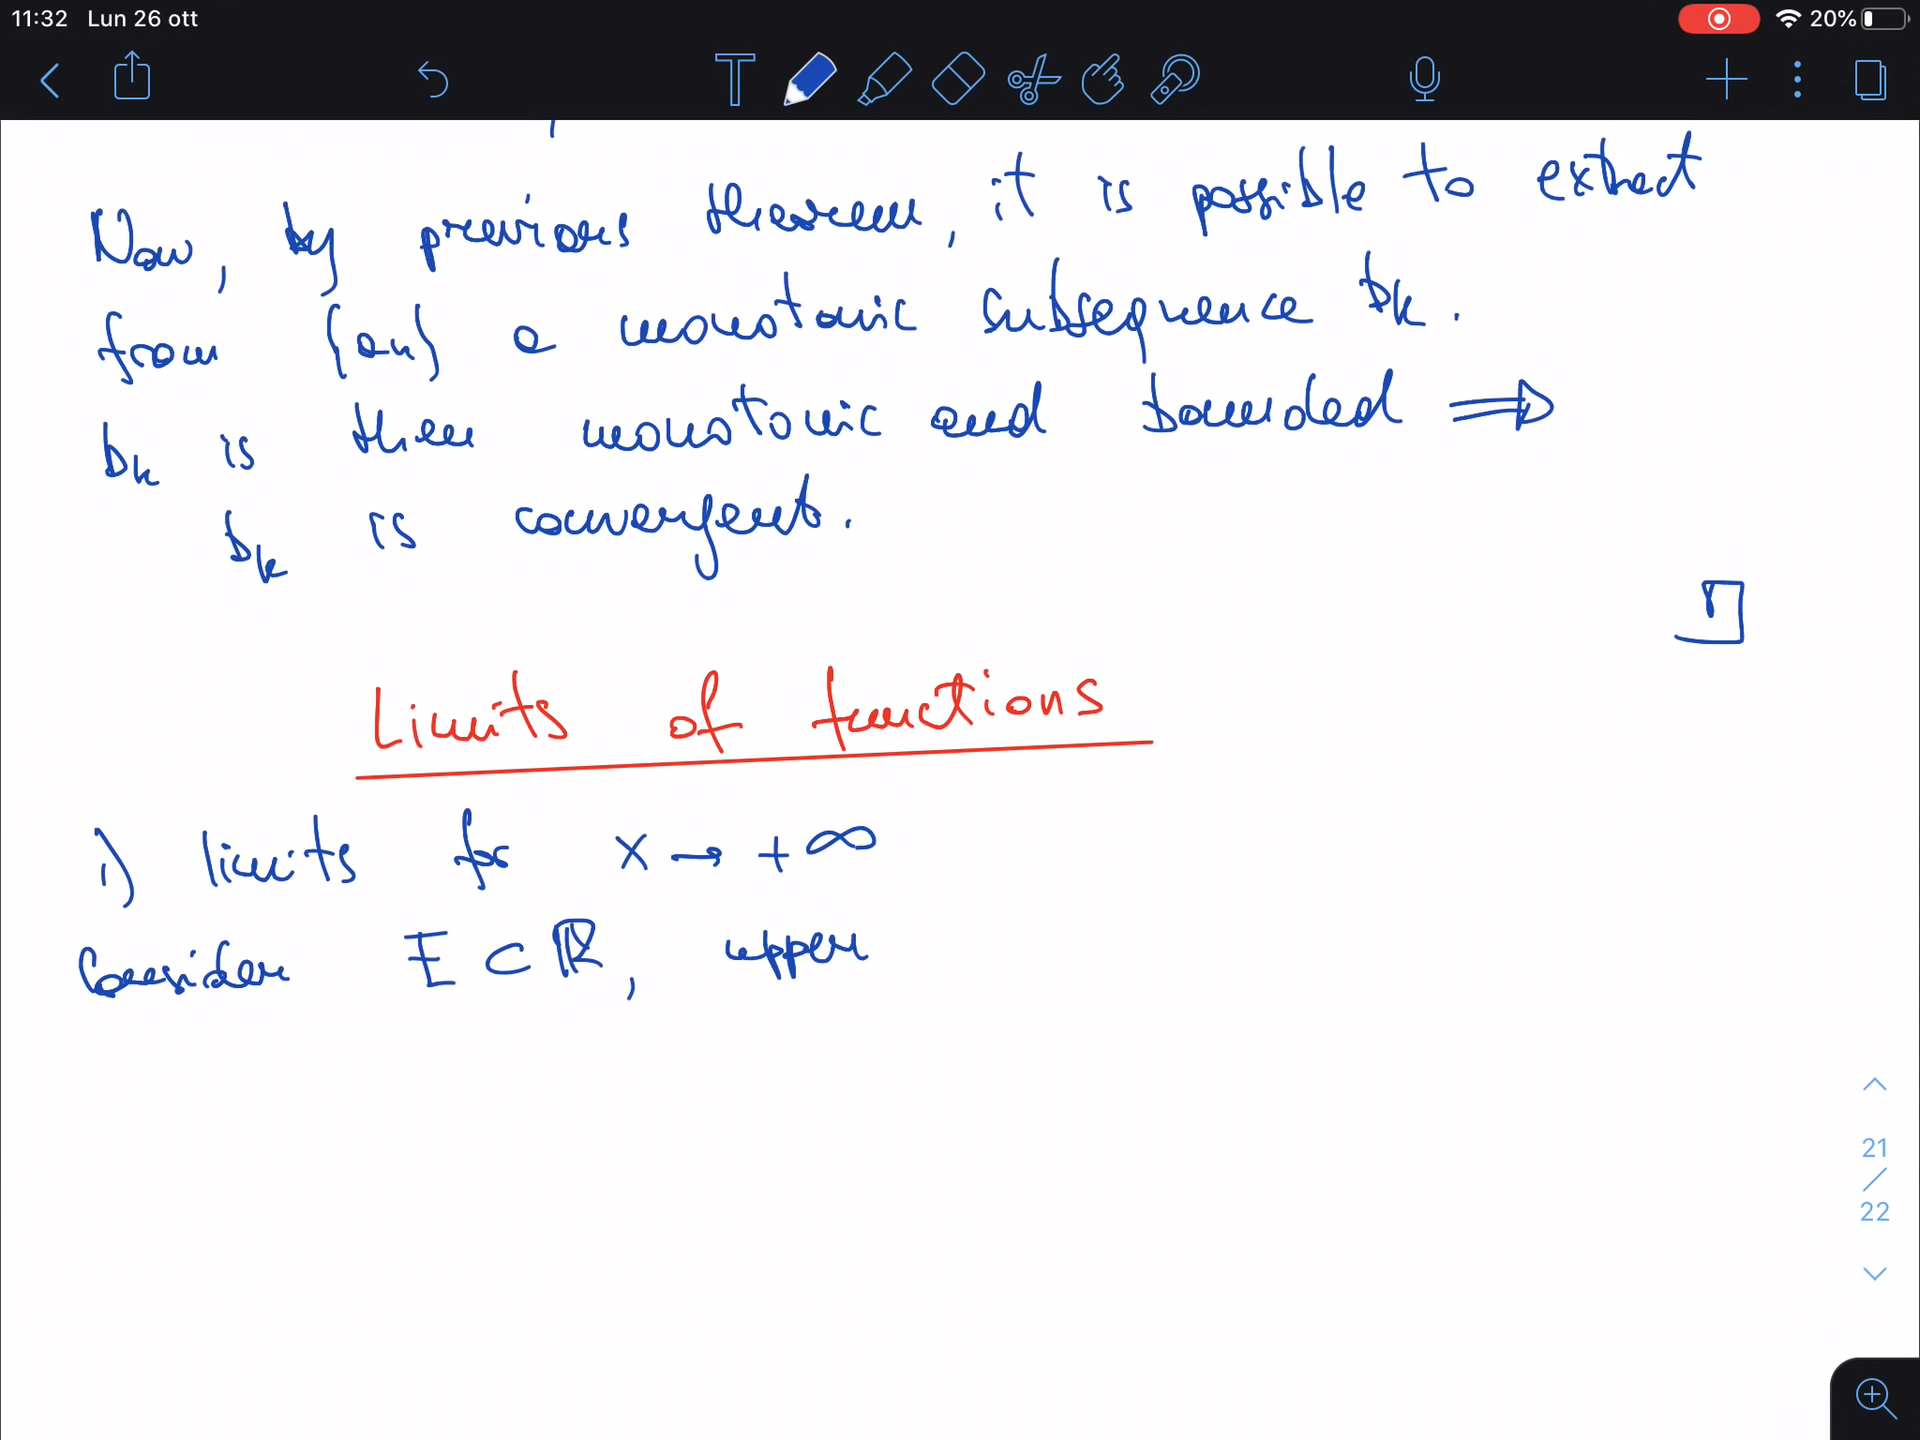 11:32 Lun 26 ott 20%
Now, by previous theorem, it is possible to extract
from {an} a monotonic subsequence bk.
bk is then monotonic and bounded ⇒
bk is convergent.
Limits of functions
1) limits for x → +∞
Consider I ⊂ ℝ, upper
21
/
22